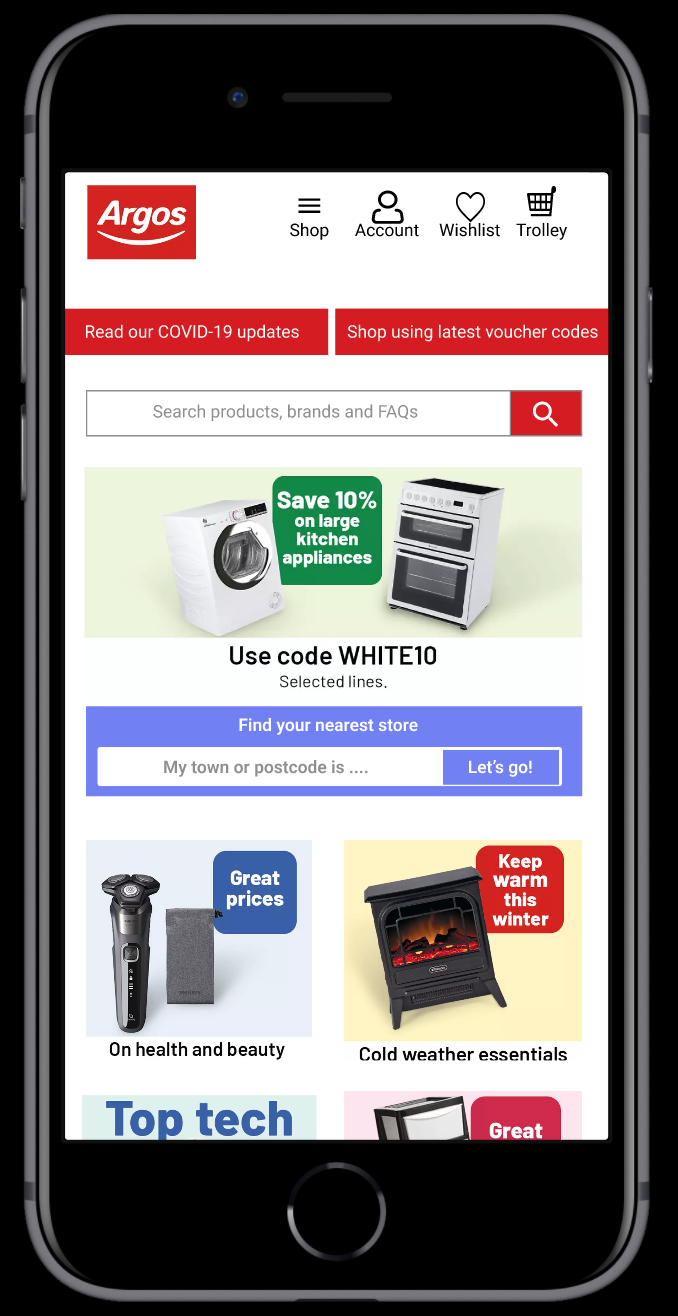 Argos
Shop
Account
Wishlist
Trolley
Read our COVID-19 updates
Shop using latest voucher codes
Search products, brands and FAQs
Save 10%
on large
kitchen
appliances
Use code WHITE10
Selected lines.
Find your nearest store
My town or postcode is ....
Let's go!
Great
prices
On health and beauty
Keep
warm
this
winter
Cold weather essentials
Top tech
Great